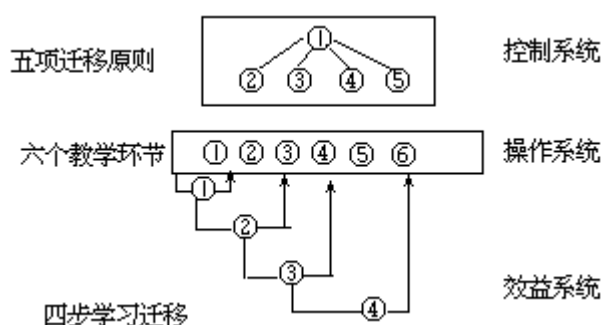 ①
五项迁移原则 控制系统
② ③ ④ ⑤
六个教学环节 ① ② ③ ④ ⑤ ⑥ 操作系统
①
②
③
效益系统
四步学习迁移 ④